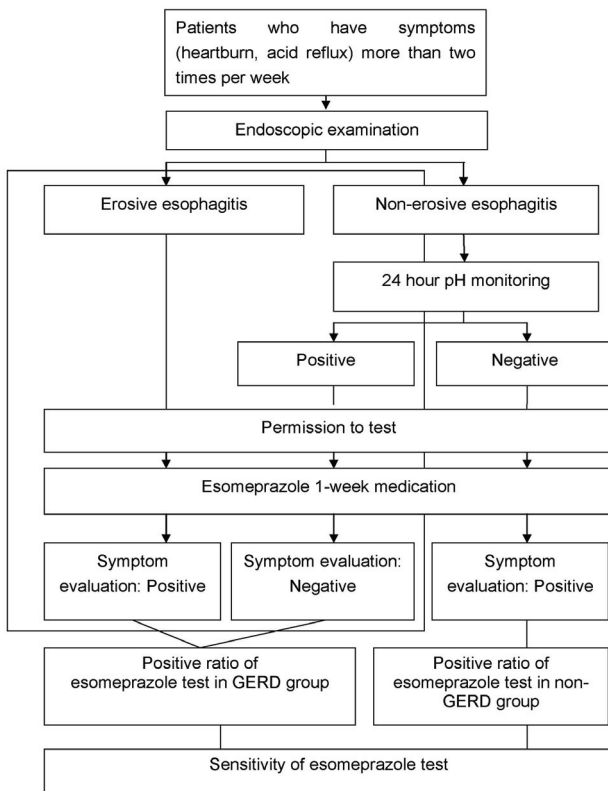 Patients who have symptoms
(heartburn, acid reflux) more than two
times per week
Endoscopic examination
Erosive esophagitis
Non-erosive esophagitis
24 hour pH monitoring
Positive
Negative
Permission to test
Esomeprazole 1-week medication
Symptom
evaluation: Positive
Symptom evaluation:
Negative
Symptom
evaluation: Positive
Positive ratio of
esomeprazole test in GERD group
Positive ratio of
esomeprazole test in non-
GERD group
Sensitivity of esomeprazole test